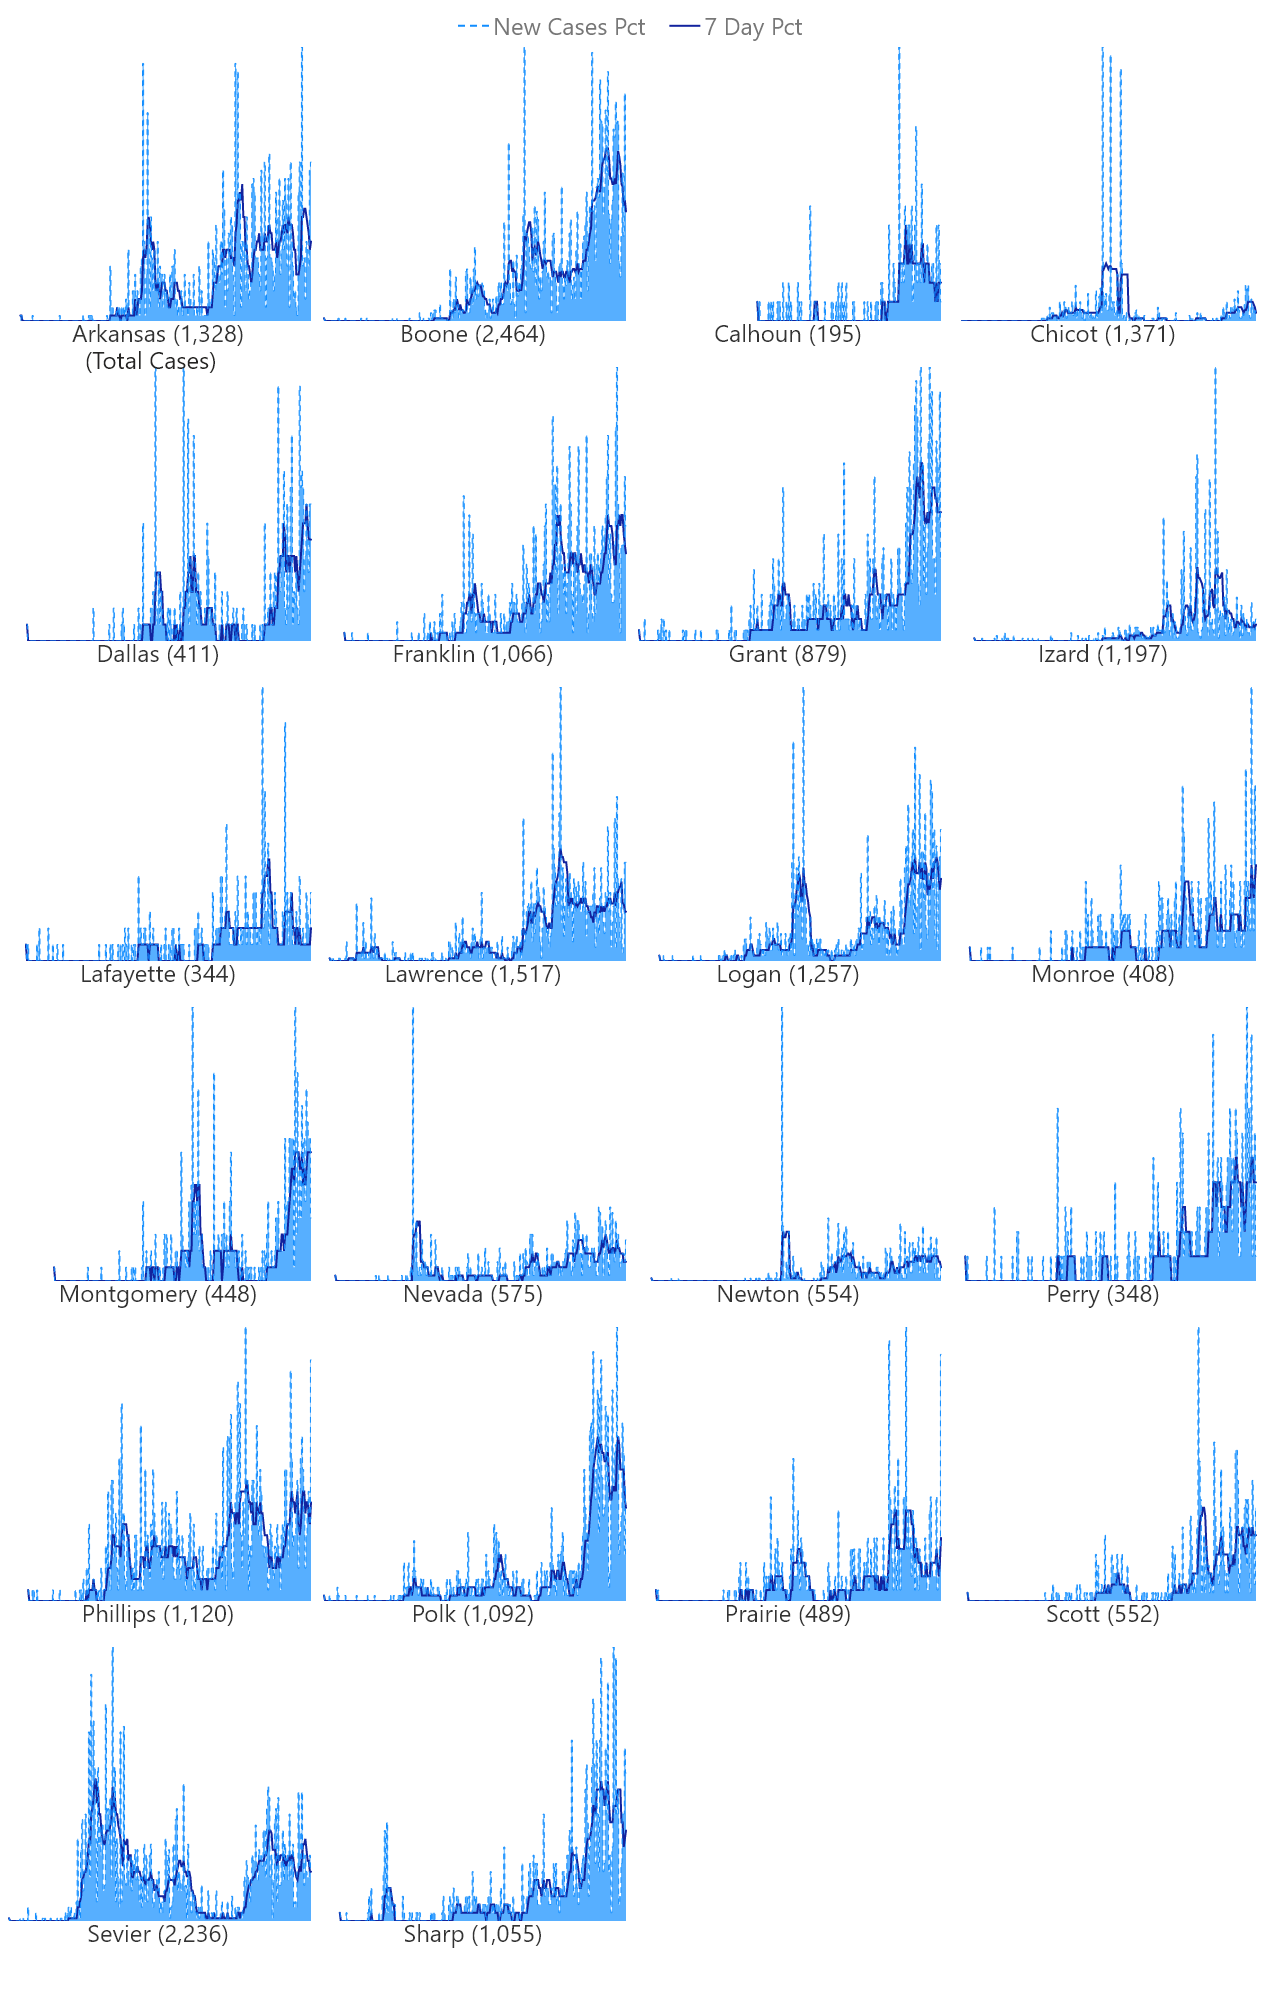 New Cases Pct 7 Day Pct
Arkansas (1,328) Boone (2,464) Calhoun (195) Chicot (1,371)
(Total Cases)
Dallas (411) Franklin (1,066) Grant (879) Izard (1,197)
Lafayette (344) Lawrence (1,517) Logan (1,257) Monroe (408)
Montgomery (448) Nevada (575) Newton (554) Perry (348)
Phillips (1,120) Polk (1,092) Prairie (489) Scott (552)
Sevier (2,236) Sharp (1,055)